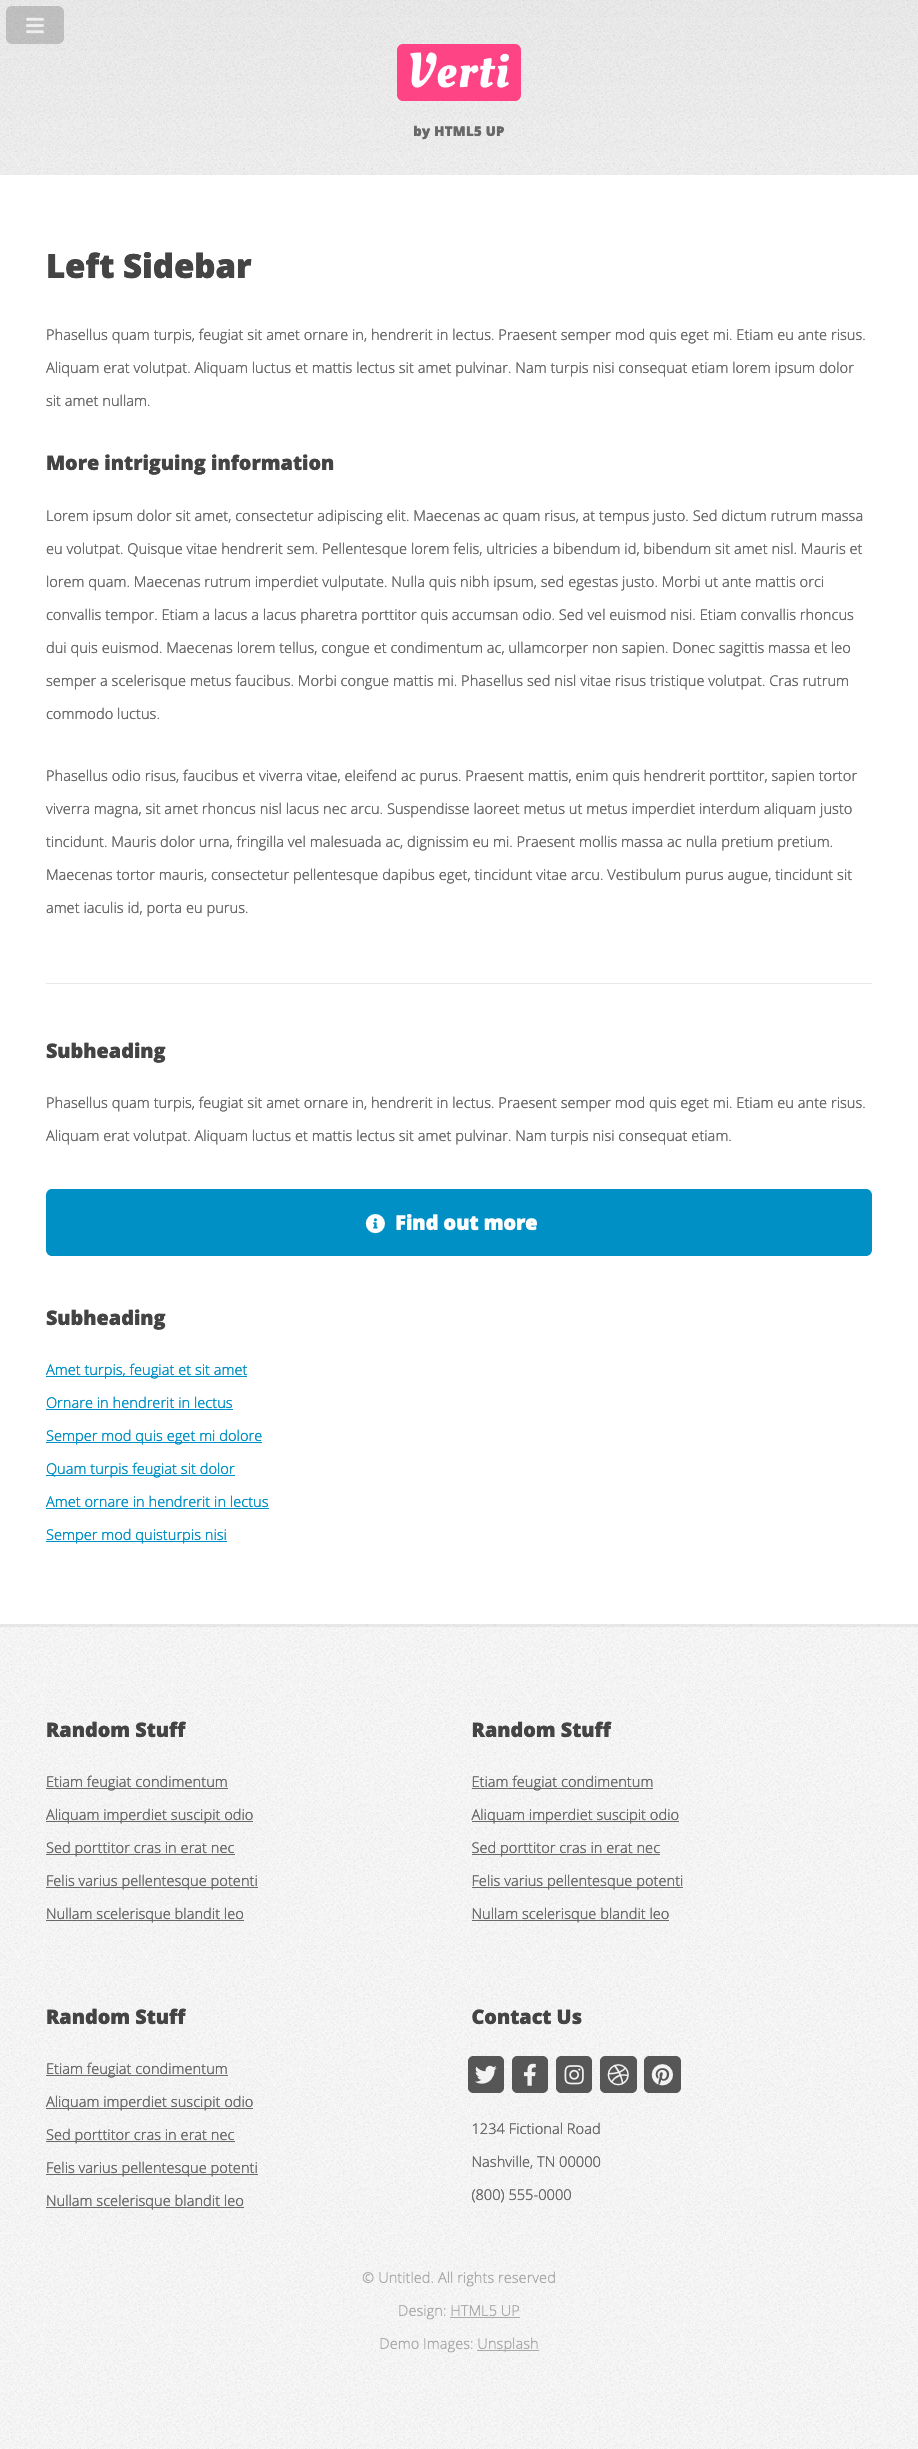 Verti
by HTML5 UP
Left Sidebar
Phasellus quam turpis, feugiat sit amet ornare in, hendrerit in lectus. Praesent semper mod quis eget mi. Etiam eu ante risus.
Aliquam erat volutpat. Aliquam luctus et mattis lectus sit amet pulvinar. Nam turpis nisi consequat etiam lorem ipsum dolor
sit amet nullam.
More intriguing information
Lorem ipsum dolor sit amet, consectetur adipiscing elit. Maecenas ac quam risus, at tempus justo. Sed dictum rutrum massa
eu volutpat. Quisque vitae hendrerit sem. Pellentesque lorem felis, ultricies a bibendum id, bibendum sit amet nisl. Mauris et
lorem quam. Maecenas rutrum imperdiet vulputate. Nulla quis nibh ipsum, sed egestas justo. Morbi ut ante mattis orci
convallis tempor. Etiam a lacus a lacus pharetra porttitor quis accumsan odio. Sed vel euismod nisi. Etiam convallis rhoncus
dui quis euismod. Maecenas lorem tellus, congue et condimentum ac, ullamcorper non sapien. Donec sagittis massa et leo
semper a scelerisque metus faucibus. Morbi congue mattis mi. Phasellus sed nisl vitae risus tristique volutpat. Cras rutrum
commodo luctus.
Phasellus odio risus, faucibus et viverra vitae, eleifend ac purus. Praesent mattis, enim quis hendrerit porttitor, sapien tortor
viverra magna, sit amet rhoncus nisl lacus nec arcu. Suspendisse laoreet metus ut metus imperdiet interdum aliquam justo
tincidunt. Mauris dolor urna, fringilla vel malesuada ac, dignissim eu mi. Praesent mollis massa ac nulla pretium pretium.
Maecenas tortor mauris, consectetur pellentesque dapibus eget, tincidunt vitae arcu. Vestibulum purus augue, tincidunt sit
amet iaculis id, porta eu purus.
Subheading
Phasellus quam turpis, feugiat sit amet ornare in, hendrerit in lectus. Praesent semper mod quis eget mi. Etiam eu ante risus.
Aliquam erat volutpat. Aliquam luctus et mattis lectus sit amet pulvinar. Nam turpis nisi consequat etiam.
Find out more
Subheading
Amet turpis, feugiat et sit amet
Ornare in hendrerit in lectus
Semper mod quis eget mi dolore
Quam turpis feugiat sit dolor
Amet ornare in hendrerit in lectus
Semper mod quisturpis nisi
Random Stuff
Etiam feugiat condimentum
Aliquam imperdiet suscipit odio
Sed porttitor cras in erat nec
Felis varius pellentesque potenti
Nullam scelerisque blandit leo
Random Stuff
Etiam feugiat condimentum
Aliquam imperdiet suscipit odio
Sed porttitor cras in erat nec
Felis varius pellentesque potenti
Nullam scelerisque blandit leo
Random Stuff
Etiam feugiat condimentum
Aliquam imperdiet suscipit odio
Sed porttitor cras in erat nec
Felis varius pellentesque potenti
Nullam scelerisque blandit leo
Contact Us
1234 Fictional Road
Nashville, TN 00000
(800) 555-0000
© Untitled. All rights reserved
Design: HTML5 UP
Demo Images: Unsplash